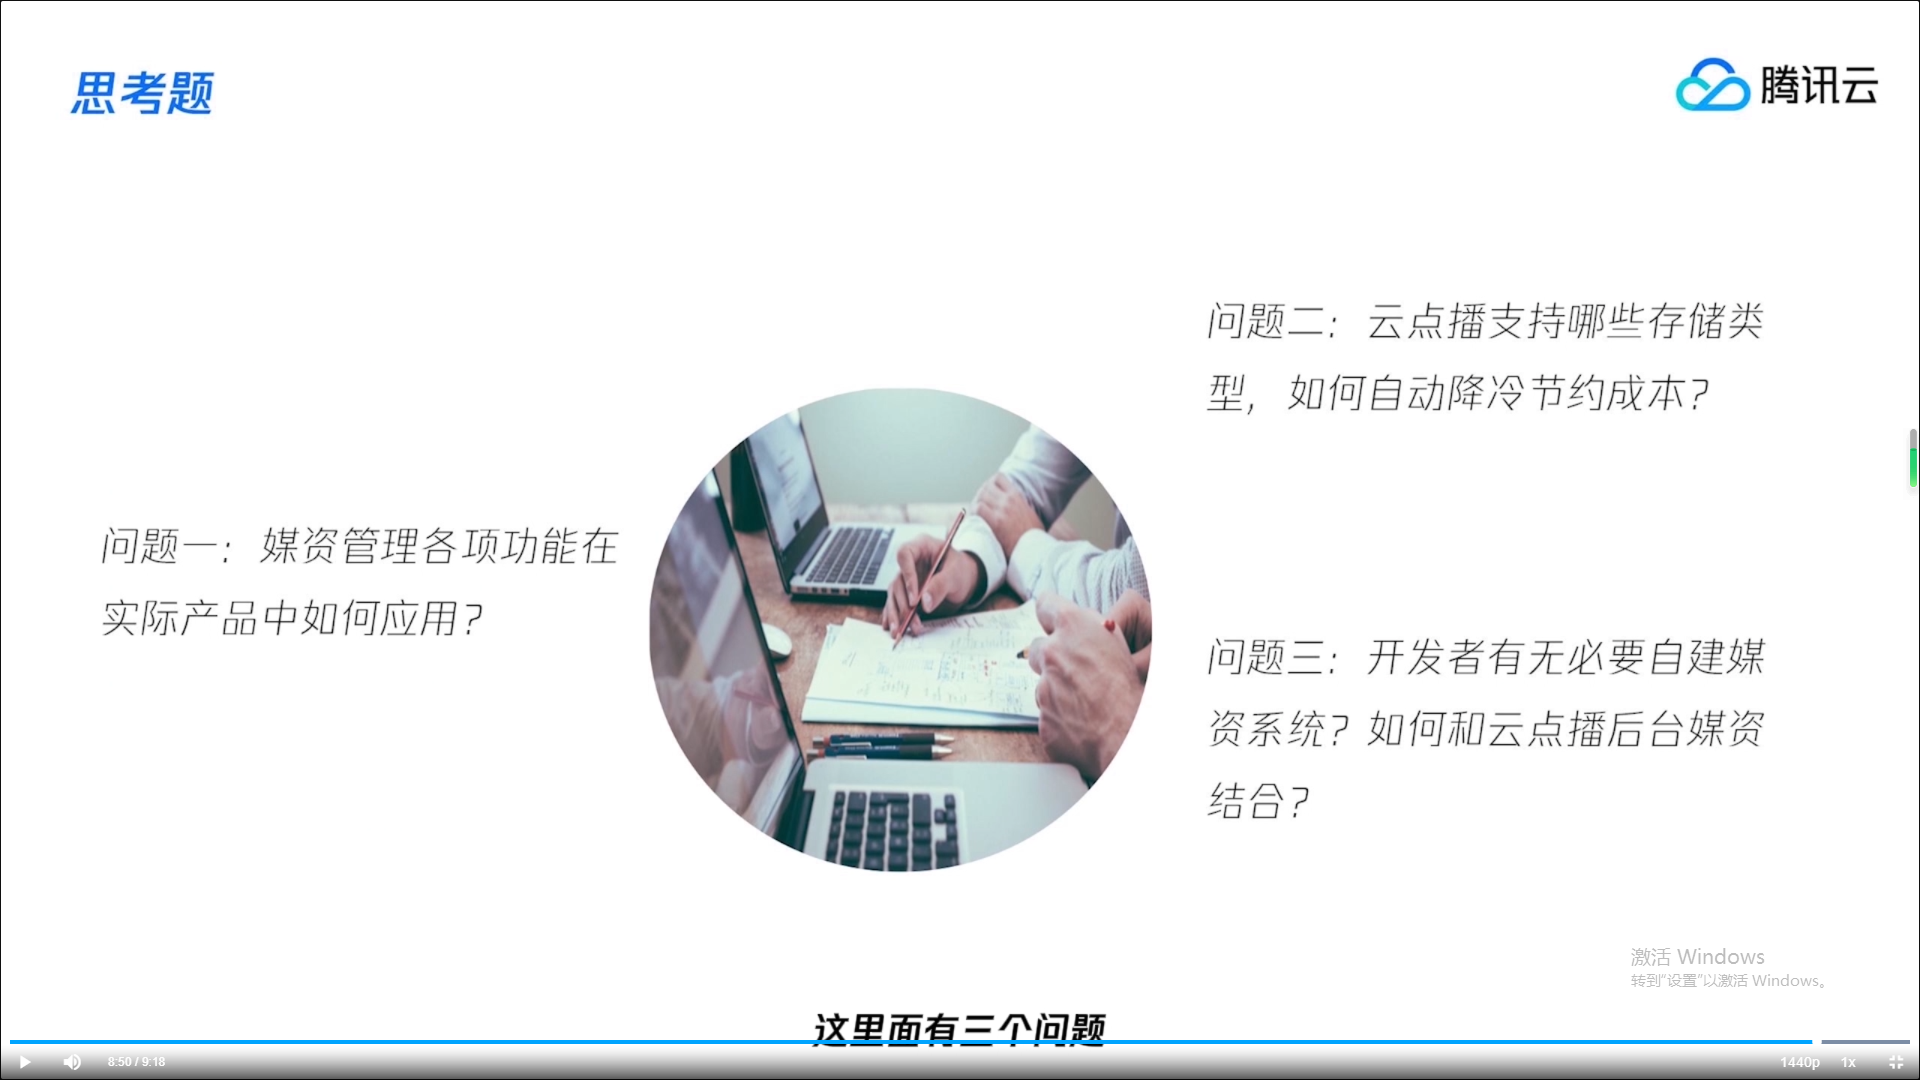 思考题
腾讯云
问题一：媒资管理各项功能在
实际产品中如何应用？
问题二：云点播支持哪些存储类
型，如何自动降冷节约成本？
问题三：开发者有无必要自建媒
资系统？如何和云点播后台媒资
结合？
激活 Windows
转到“设置”以激活 Windows。
这里面有三个问题
8:50 / 9:18
1440p
1x